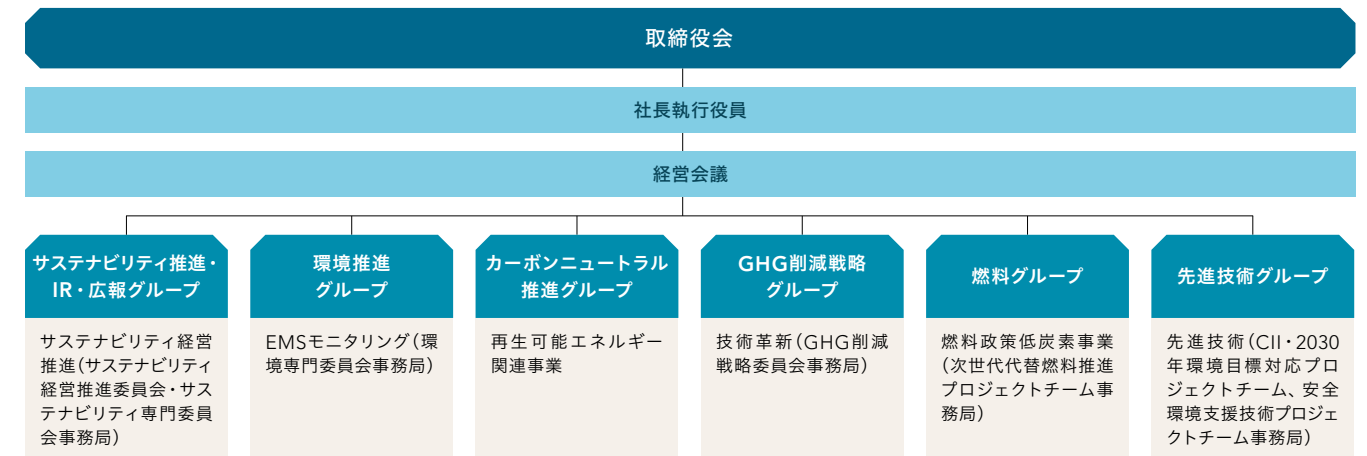 取締役会
社長執行役員
経営会議
サステナビリティ推進・
IR・広報グループ
サステナビリティ経営
推進(サステナビリティ
経営推進委員会・サス
テナビリティ専門委員
会事務局)
環境推進
グループ
EMSモニタリング(環
境専門委員会事務局)
カーボンニュートラル
推進グループ
再生可能エネルギー
関連事業
GHG削減戦略
グループ
技術革新(GHG削減
戦略委員会事務局)
燃料グループ
燃料政策低炭素事業
(次世代代替燃料推進
プロジェクトチーム事
務局)
先進技術グループ
先進技術(CII・2030
年環境目標対応プロ
ジェクトチーム、安全
環境支援技術プロジェ
クトチーム事務局)